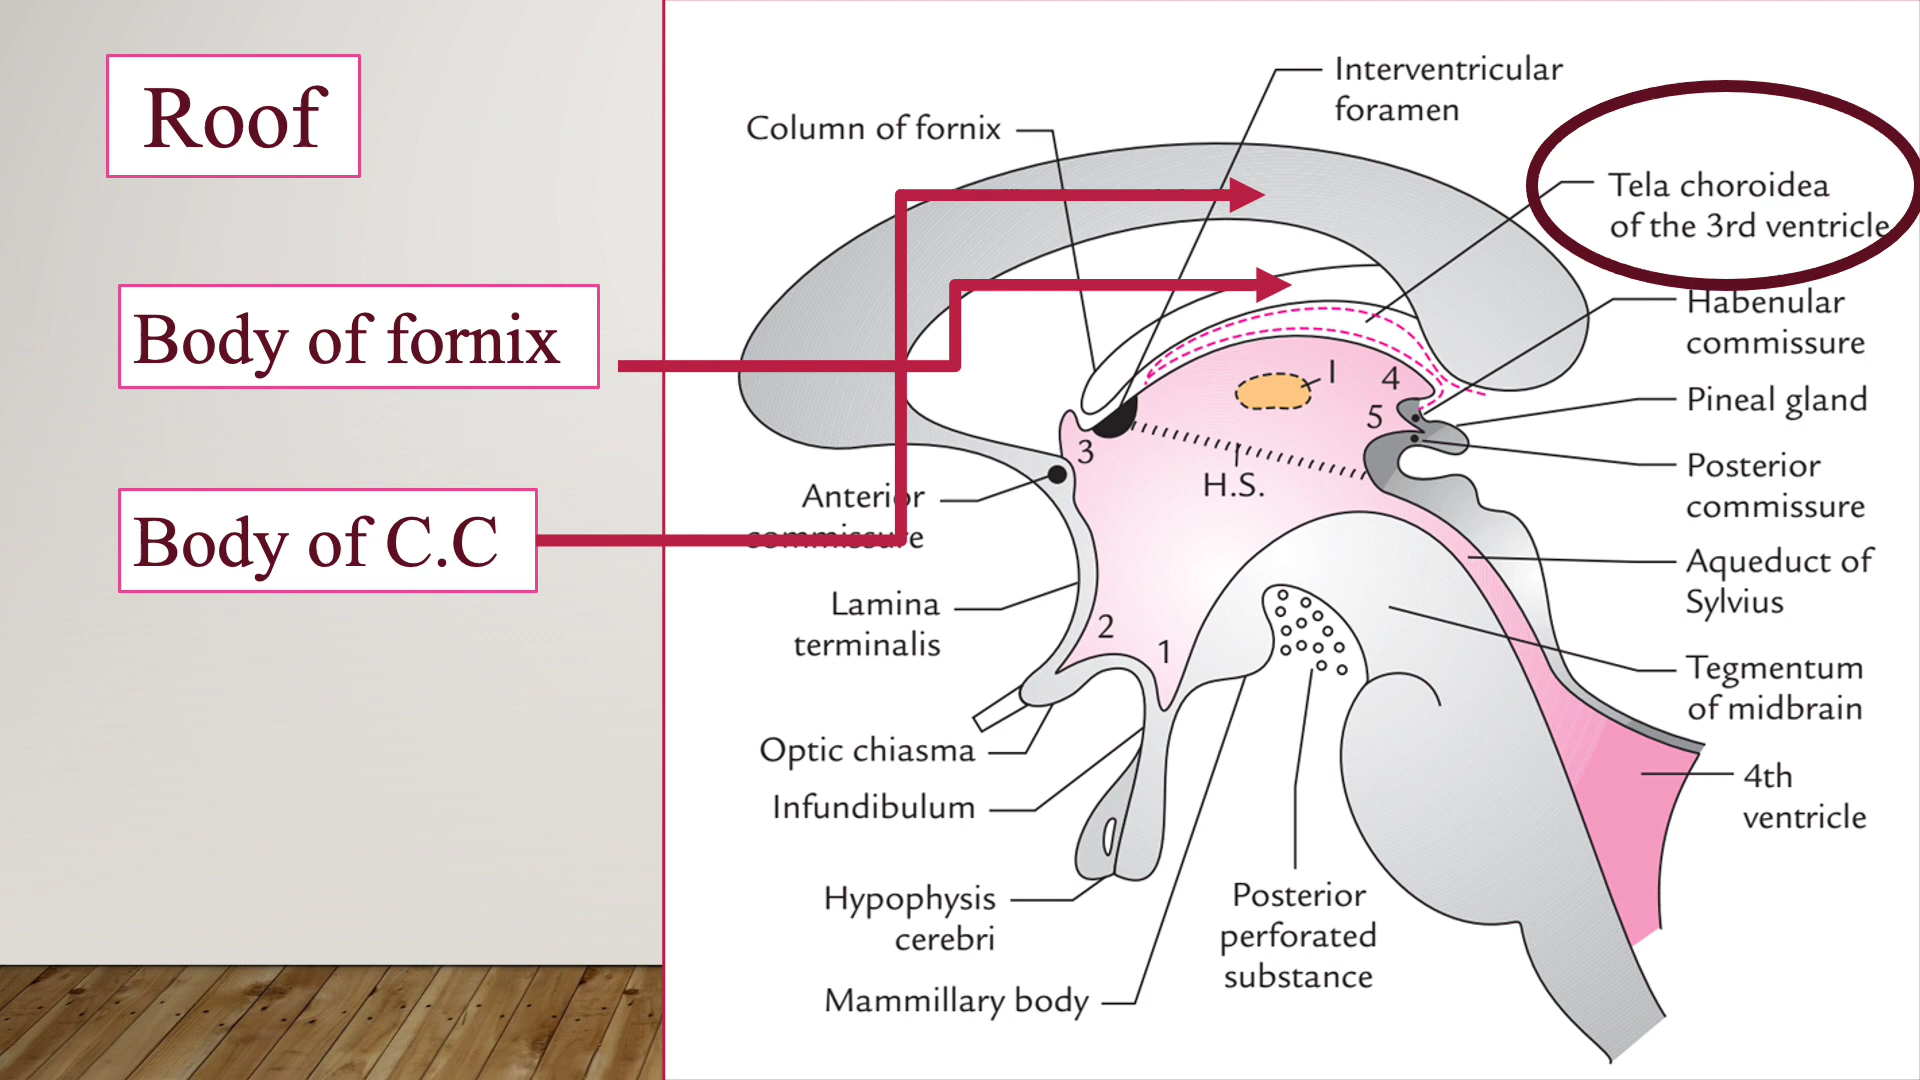 Roof
Body of fornix
Body of C.C
Interventricular
foramen
Column of fornix
Tela choroidea
of the 3rd ventricle
Habenular
commissure
Pineal gland
Posterior
commissure
Aqueduct of
Sylvius
Tegmentum
of midbrain
4th
ventricle
I
4
5
3
H.S.
2
1
Anterior
commissure
Lamina
terminalis
Optic chiasma
Infundibulum
Hypophysis
cerebri
Mammillary body
Posterior
perforated
substance